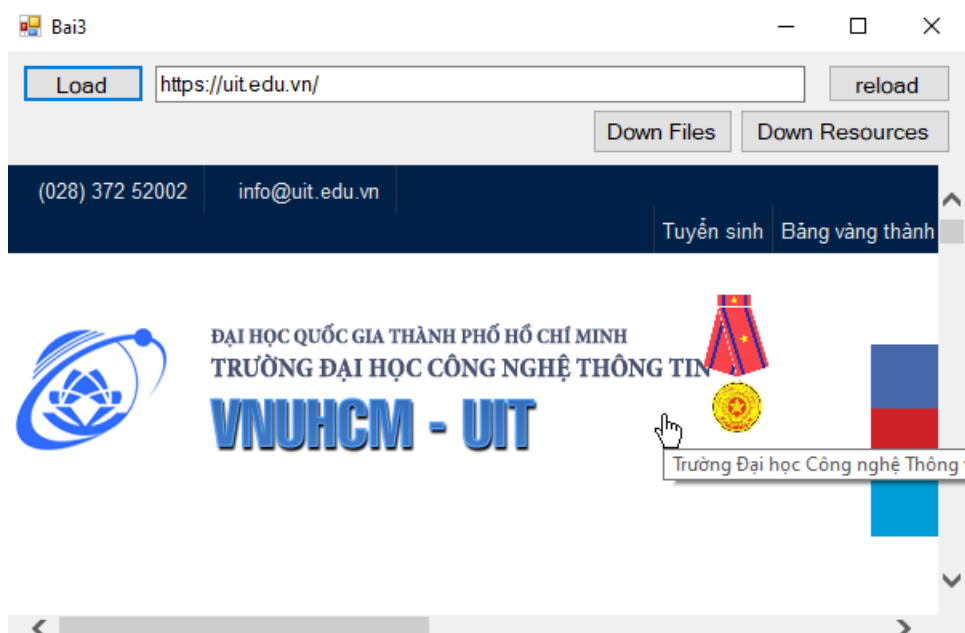 Bai3
Load https://uit.edu.vn/ reload
Down Files Down Resources
(028) 372 52002 info@uit.edu.vn
Tuyển sinh Bảng vàng thành
ĐẠI HỌC QUỐC GIA THÀNH PHỐ HỒ CHÍ MINH
TRƯỜNG ĐẠI HỌC CÔNG NGHỆ THÔNG TIN
VNUHCM - UIT
Trường Đại học Công nghệ Thông